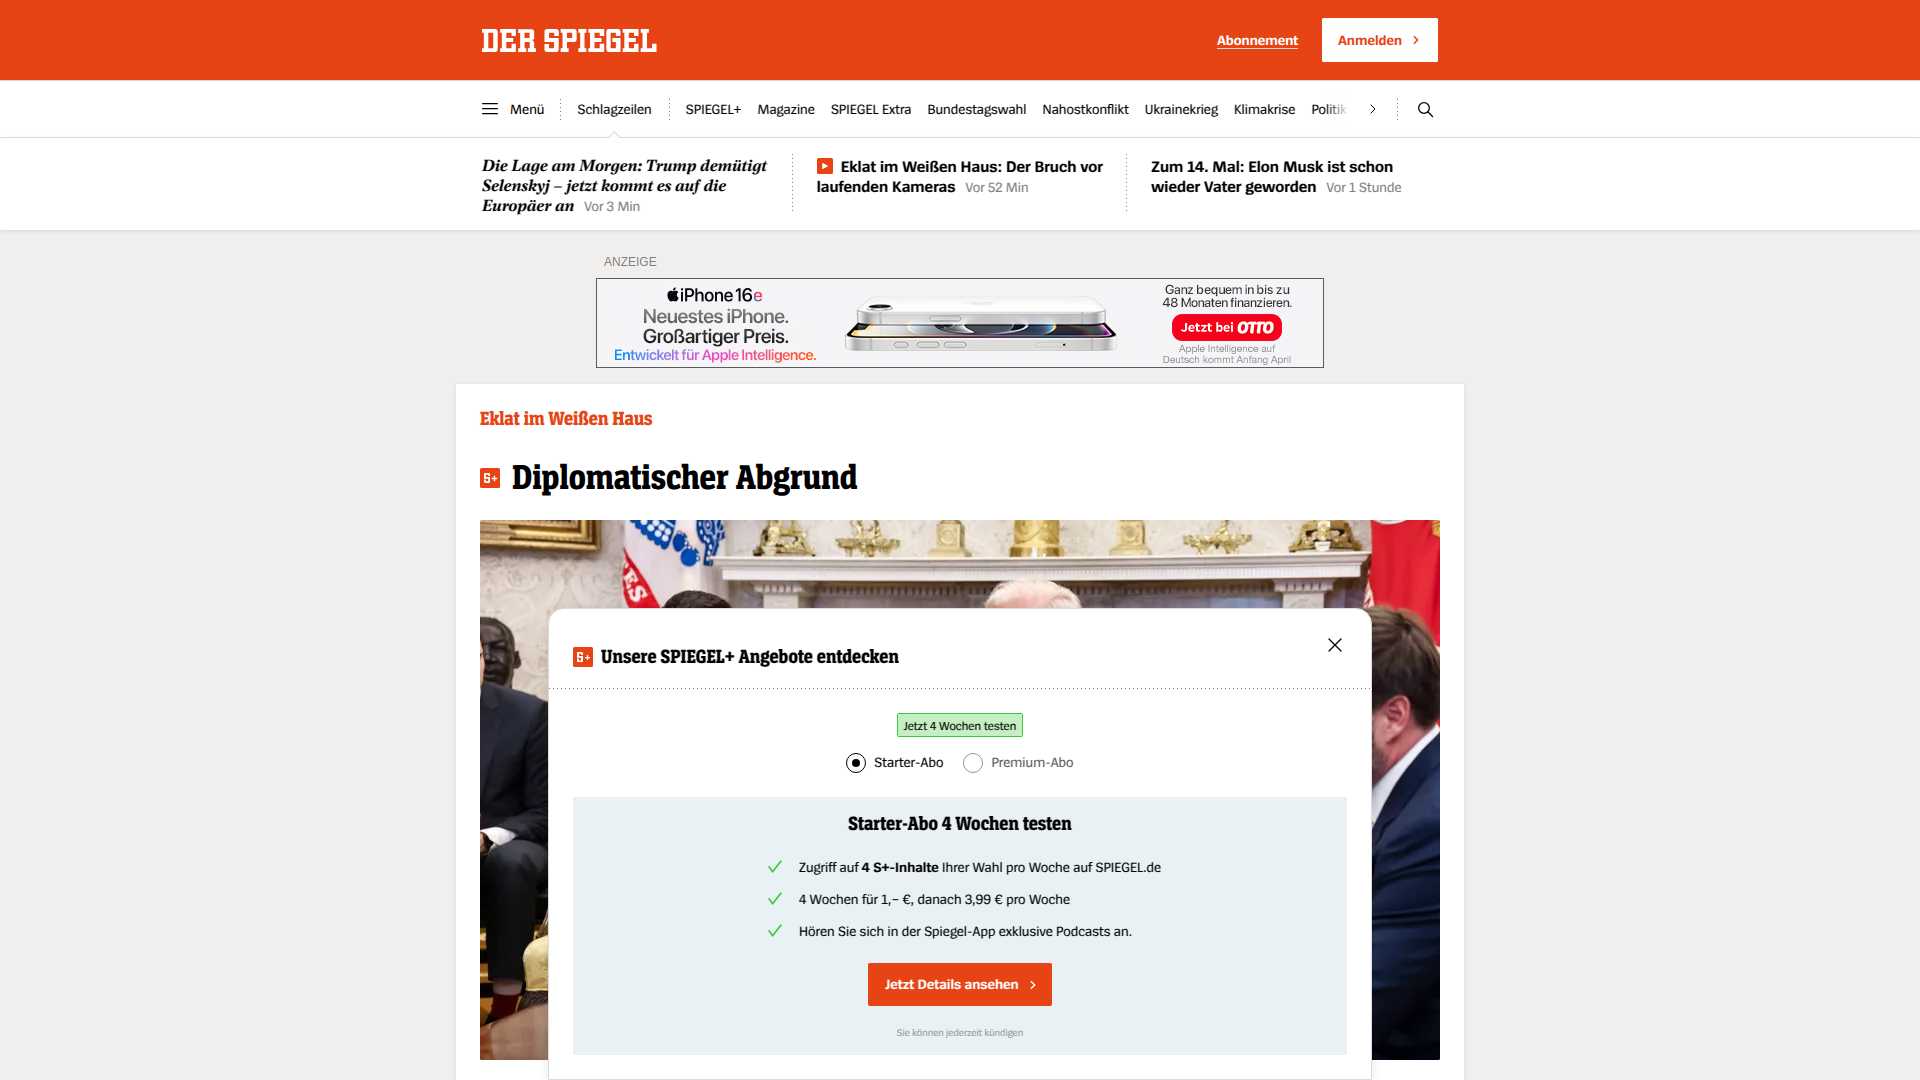 DER SPIEGEL
Abonnement
Anmelden
Menü
Schlagzeilen
SPIEGEL+
Magazine
SPIEGEL Extra
Bundestagswahl
Nahostkonflikt
Ukrainekrieg
Klimakrise
Politik
Die Lage am Morgen: Trump demütigt
Selenskyj – jetzt kommt es auf die
Europäer an Vor 3 Min
Eklat im Weißen Haus: Der Bruch vor
laufenden Kameras Vor 52 Min
Zum 14. Mal: Elon Musk ist schon
wieder Vater geworden Vor 1 Stunde
ANZEIGE
iPhone 16e
Neuestes iPhone.
Großartiger Preis.
Entwickelt für Apple Intelligence.
Ganz bequem in bis zu
48 Monaten finanzieren.
Jetzt bei OTTO
Apple Intelligence auf
Deutsch kommt Anfang April
Eklat im Weißen Haus
S+ Diplomatischer Abgrund
S+ Unsere SPIEGEL+ Angebote entdecken
Jetzt 4 Wochen testen
Starter-Abo
Premium-Abo
Starter-Abo 4 Wochen testen
Zugriff auf 4 S+-Inhalte Ihrer Wahl pro Woche auf SPIEGEL.de
4 Wochen für 1,– €, danach 3,99 € pro Woche
Hören Sie sich in der Spiegel-App exklusive Podcasts an.
Jetzt Details ansehen
Sie können jederzeit kündigen